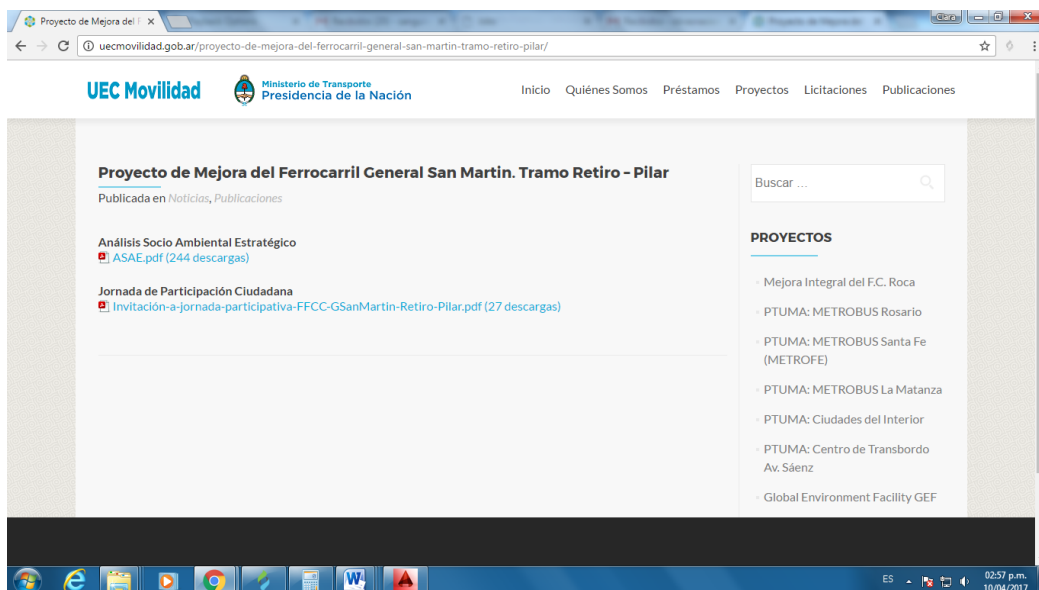 Proyecto de Mejora del F
Clara
uecmovilidad.gob.ar/proyecto-de-mejora-del-ferrocarril-general-san-martin-tramo-retiro-pilar/
UEC Movilidad
Ministerio de Transporte
Presidencia de la Nación
Inicio Quiénes Somos Préstamos Proyectos Licitaciones Publicaciones
Proyecto de Mejora del Ferrocarril General San Martin. Tramo Retiro – Pilar
Publicada en Noticias, Publicaciones
Análisis Socio Ambiental Estratégico
ASAE.pdf (244 descargas)
Jornada de Participación Ciudadana
Invitación-a-jornada-participativa-FFCC-GSanMartin-Retiro-Pilar.pdf (27 descargas)
Buscar ...
PROYECTOS
Mejora Integral del F.C. Roca
PTUMA: METROBUS Rosario
PTUMA: METROBUS Santa Fe
(METROFE)
PTUMA: METROBUS La Matanza
PTUMA: Ciudades del Interior
PTUMA: Centro de Transbordo
Av. Sáenz
Global Environment Facility GEF
ES
02:57 p.m.
10/04/2017